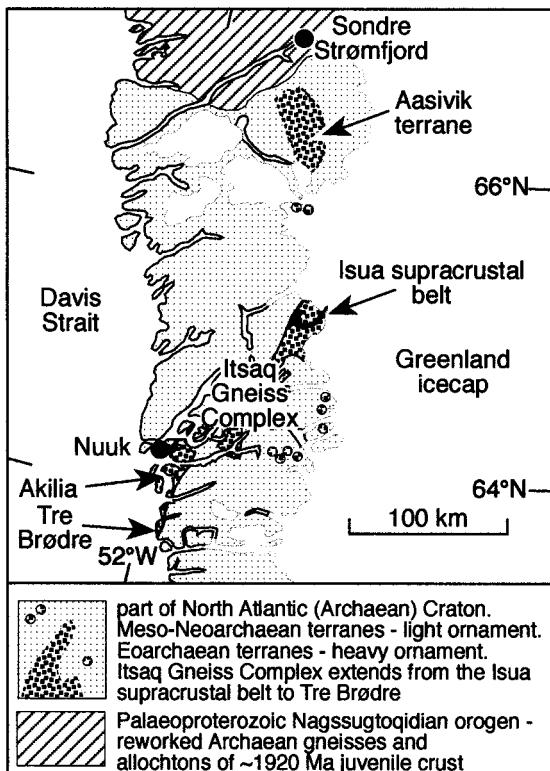 Sondre
Strømfjord
Aasivik
terrane
66°N
Isua supracrustal
belt
Davis
Strait
Greenland
icecap
Itsaq
Gneiss
Complex
Nuuk
Akilia
64°N
Tre
Brødre
100 km
52°W
part of North Atlantic (Archaean) Craton.
Meso-Neoarchaean terranes - light ornament.
Eoarchaean terranes - heavy ornament.
Itsaq Gneiss Complex extends from the Isua
supracrustal belt to Tre Brødre
Palaeoproterozoic Nagssugtoqidian orogen -
reworked Archaean gneisses and
allochtons of ~1920 Ma juvenile crust